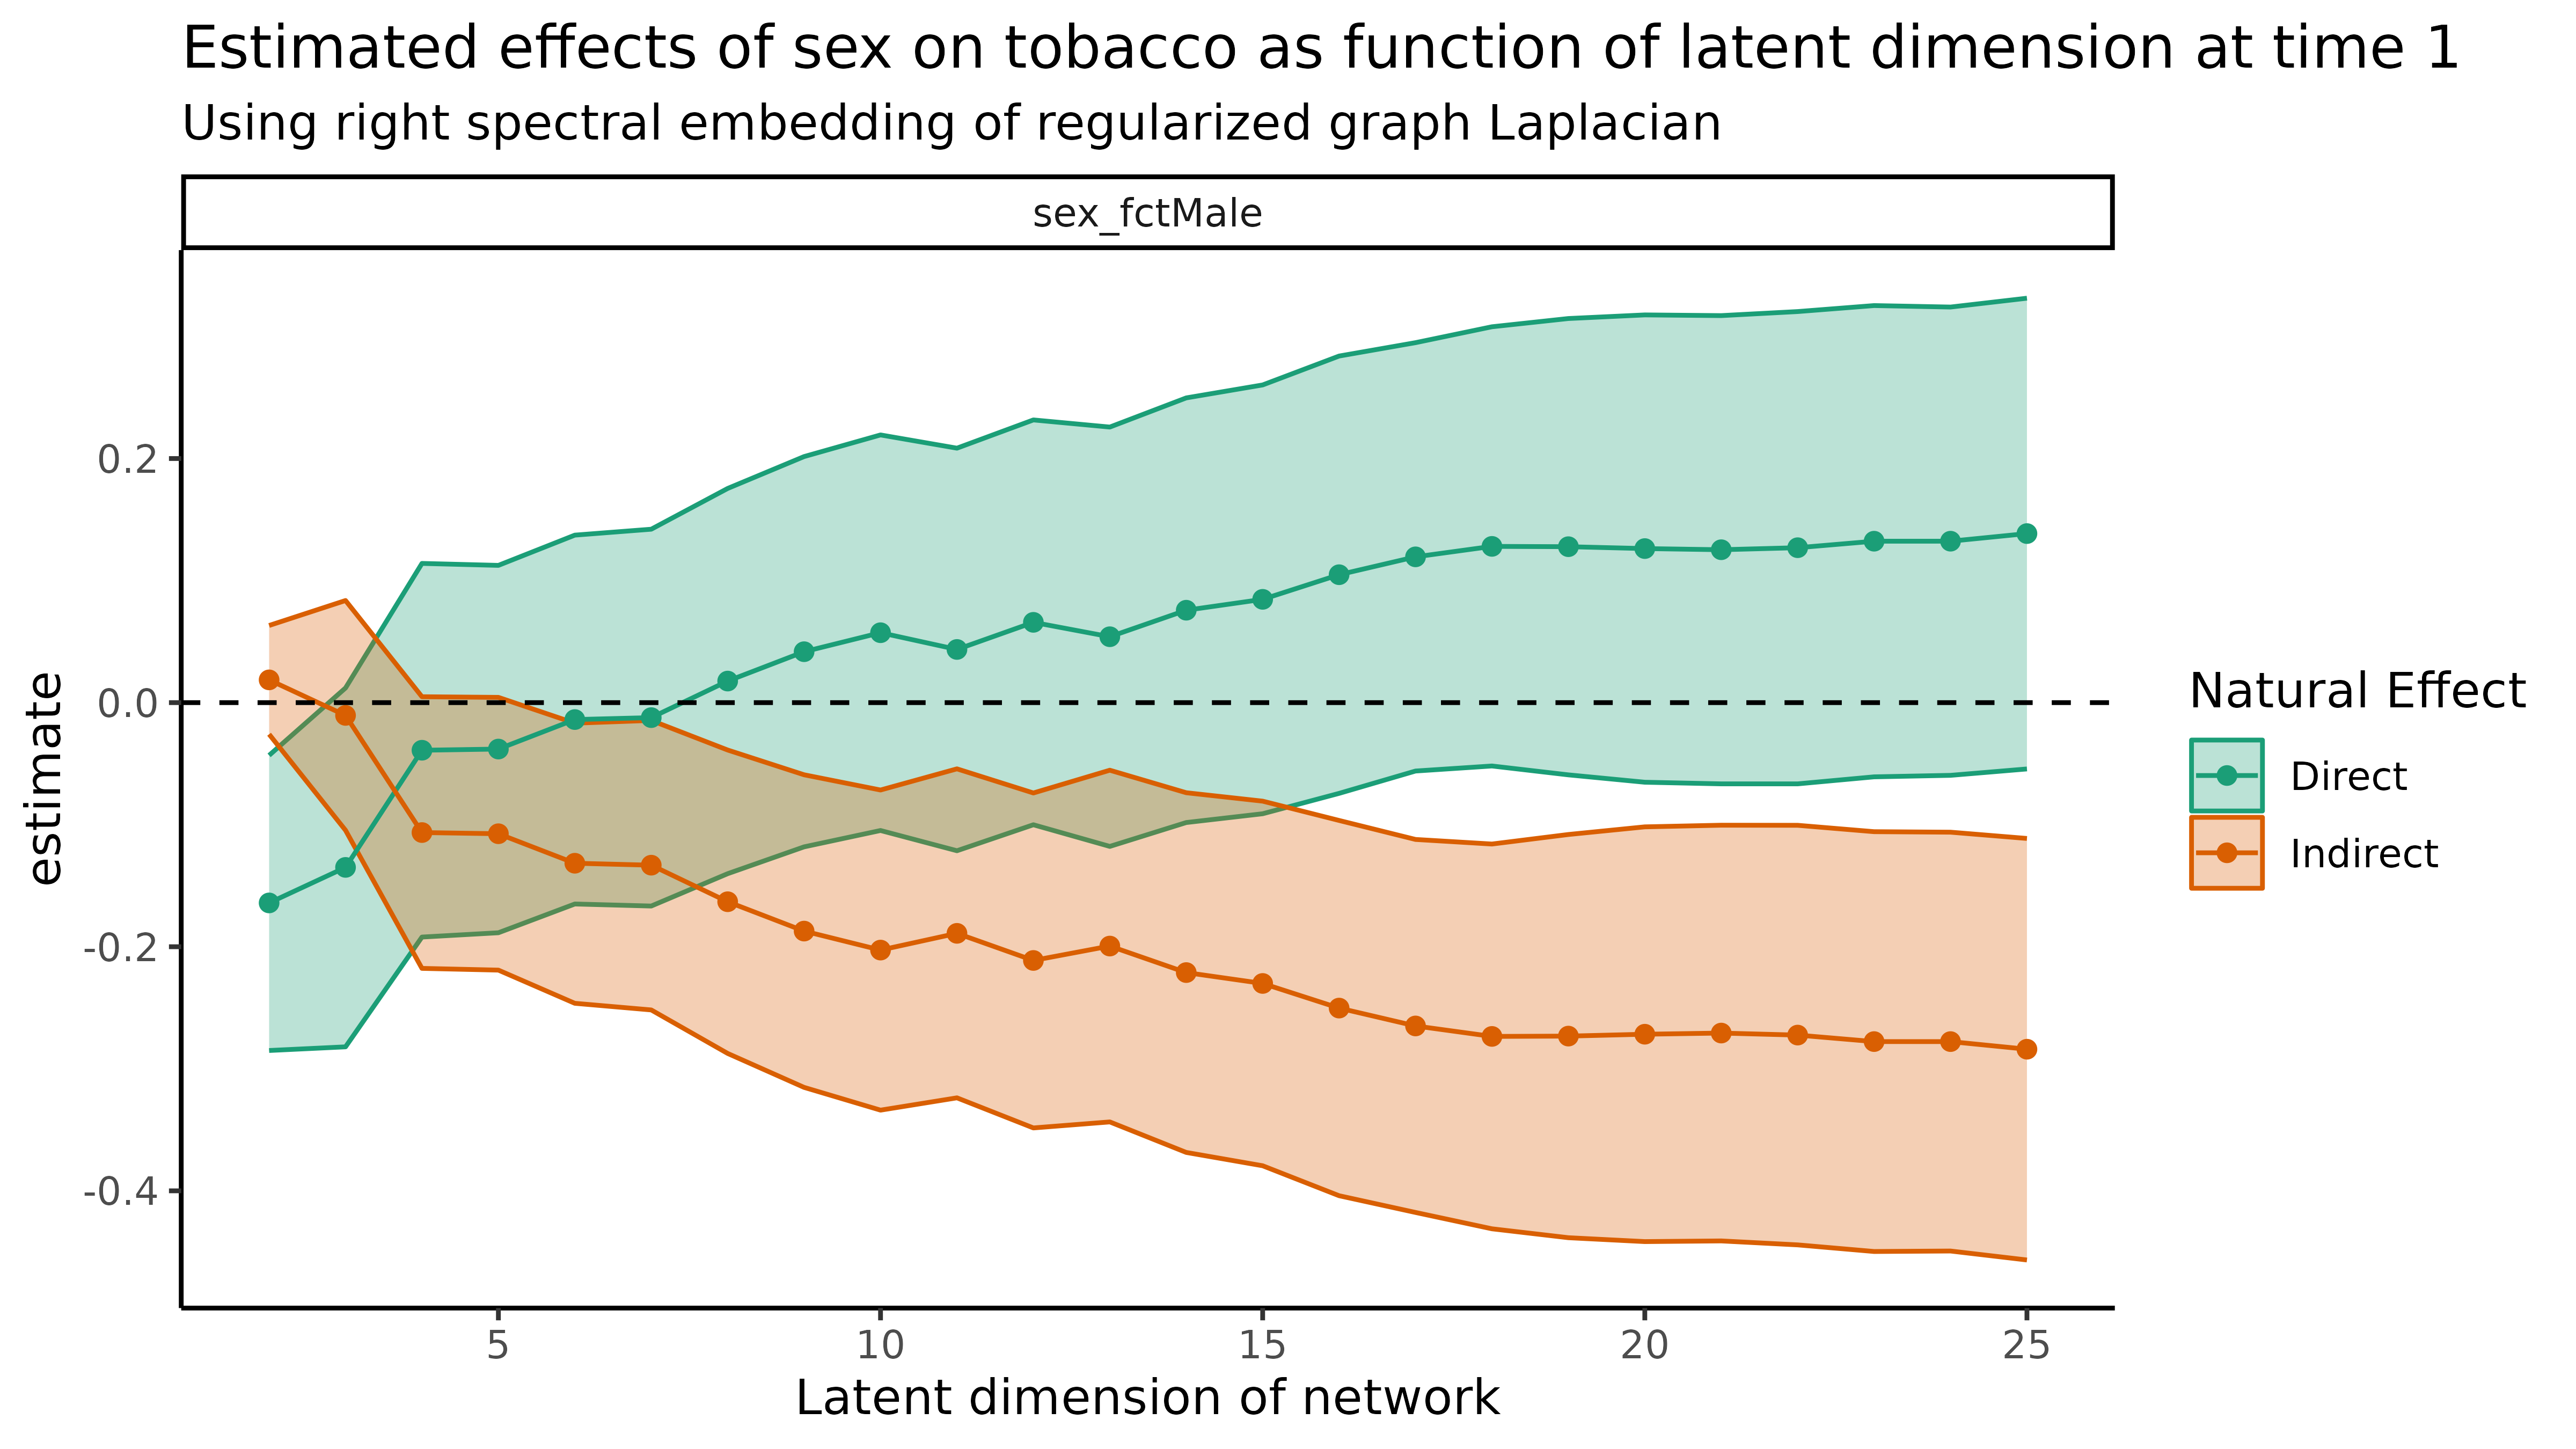 Estimated effects of sex on tobacco as function of latent dimension at time 1
Using right spectral embedding of regularized graph Laplacian
sex_fctMale
estimate
0.2
0.0
-0.2
-0.4
5
10
15
20
25
Latent dimension of network
Natural Effect
Direct
Indirect